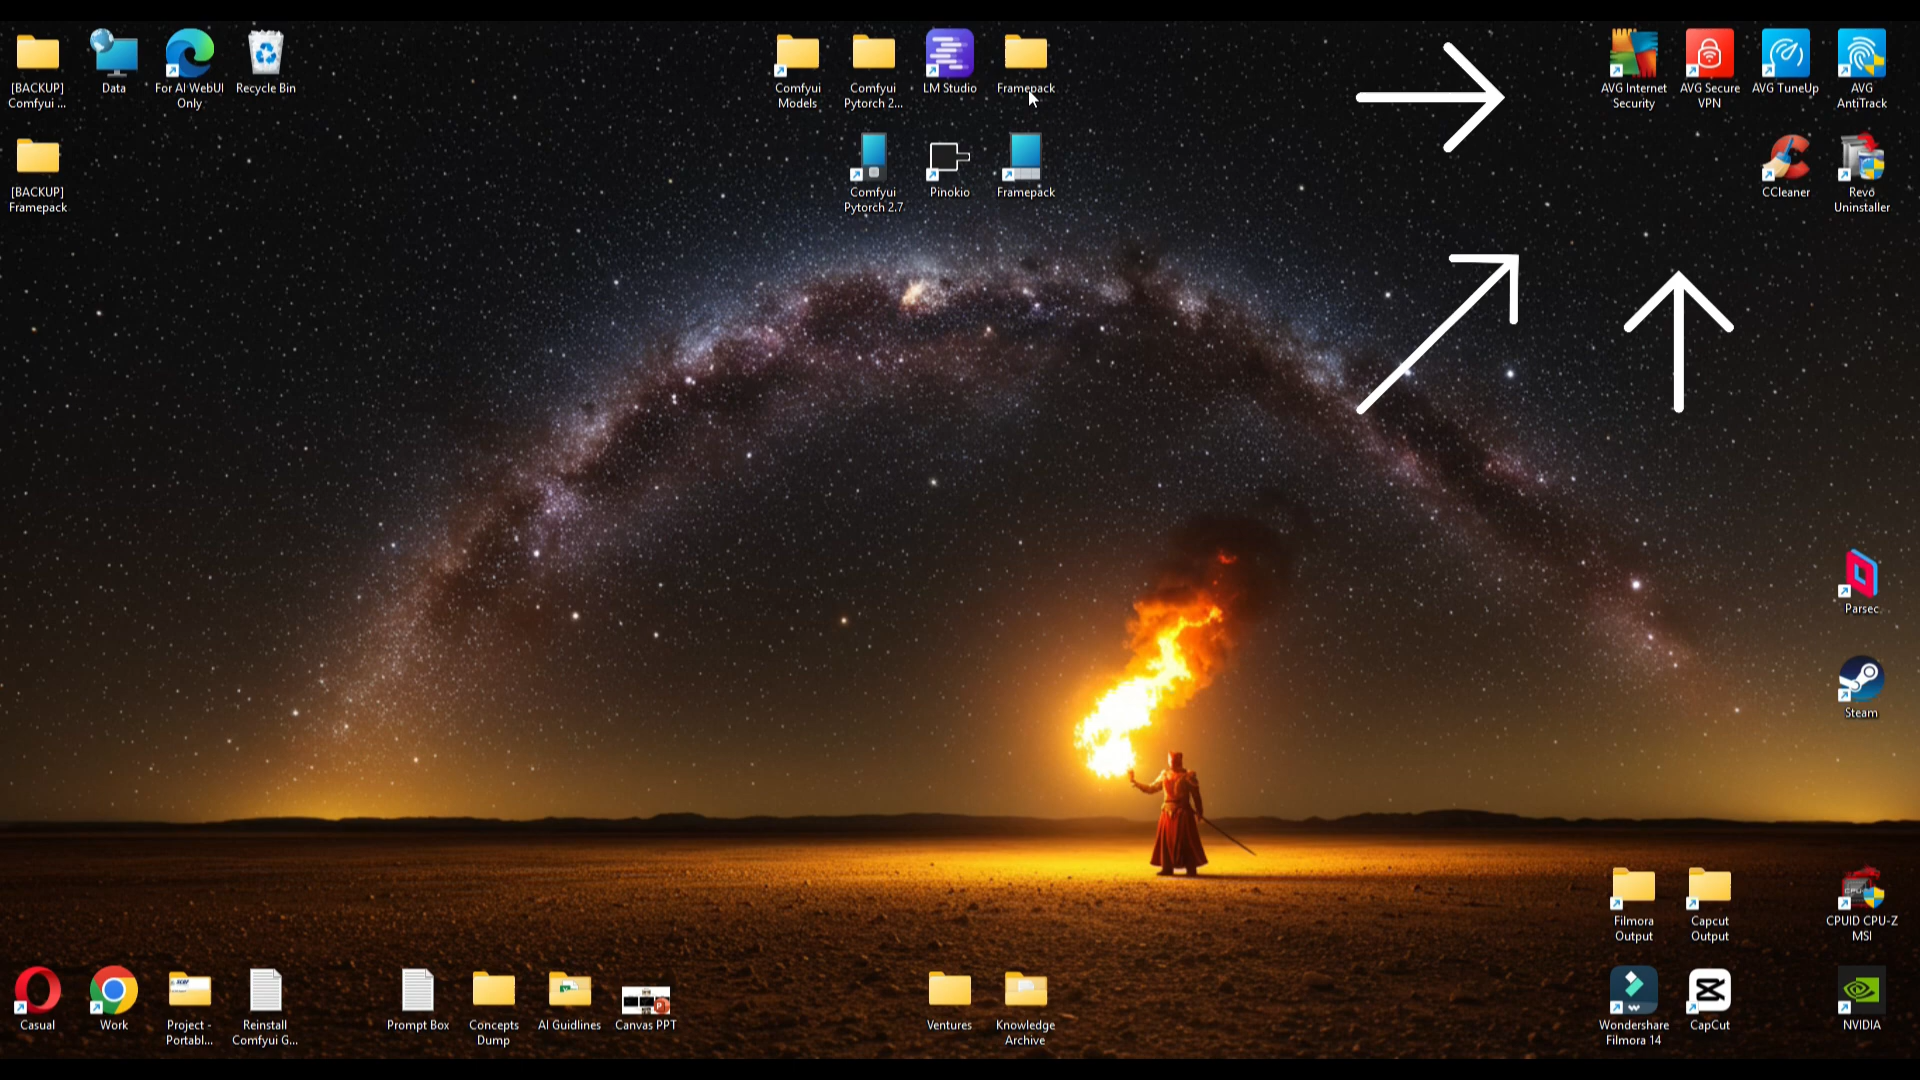 [BACKUP]
Comfyui ...
Data
For AI WebUI
Only
Recycle Bin
Comfyui
Models
Comfyui
Pytorch 2...
LM Studio
Framepack
AVG Internet
Security
AVG Secure
VPN
AVG TuneUp
AVG
AntiTrack
[BACKUP]
Framepack
Comfyui
Pytorch 2.7
Pinokio
Framepack
CCleaner
Revo
Uninstaller
Parsec
Steam
Filmora
Output
Capcut
Output
CPUID CPU-Z
MSI
Casual
Work
Project -
Portabl...
Reinstall
Comfyui G...
Prompt Box
Concepts
Dump
AI Guidlines
Canvas PPT
Ventures
Knowledge
Archive
Wondershare
Filmora 14
CapCut
NVIDIA